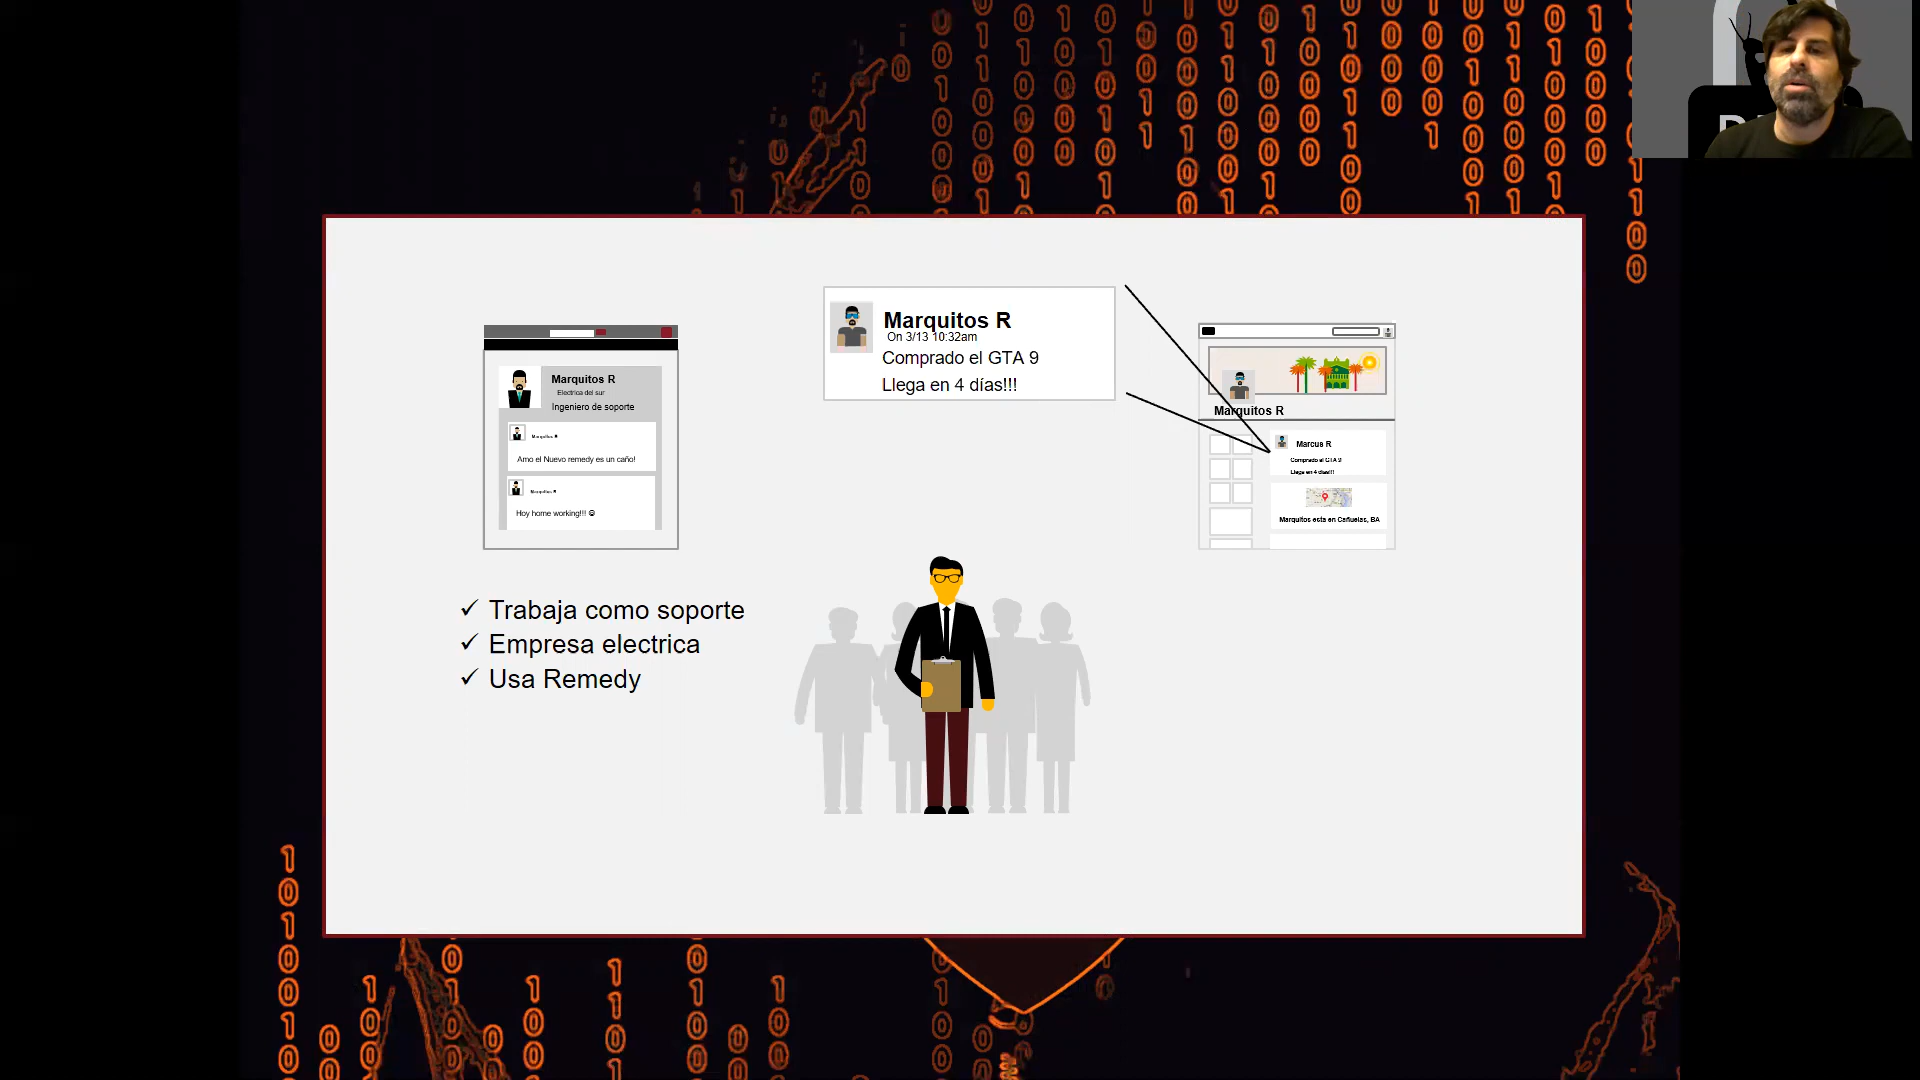 Marquitos R
Electrica del sur
Ingeniero de soporte
Marquitos R
Amo el Nuevo remedy es un caño!
Marquitos R
Hoy home working!!! ☺
Marquitos R
On 3/13 10:32am
Comprado el GTA 9
Llega en 4 días!!!
Marquitos R
Marcus R
Comprado el GTA 9
Llega en 4 días!!!
Marquitos esta en Cañuelas, BA
✓ Trabaja como soporte
✓ Empresa electrica
✓ Usa Remedy